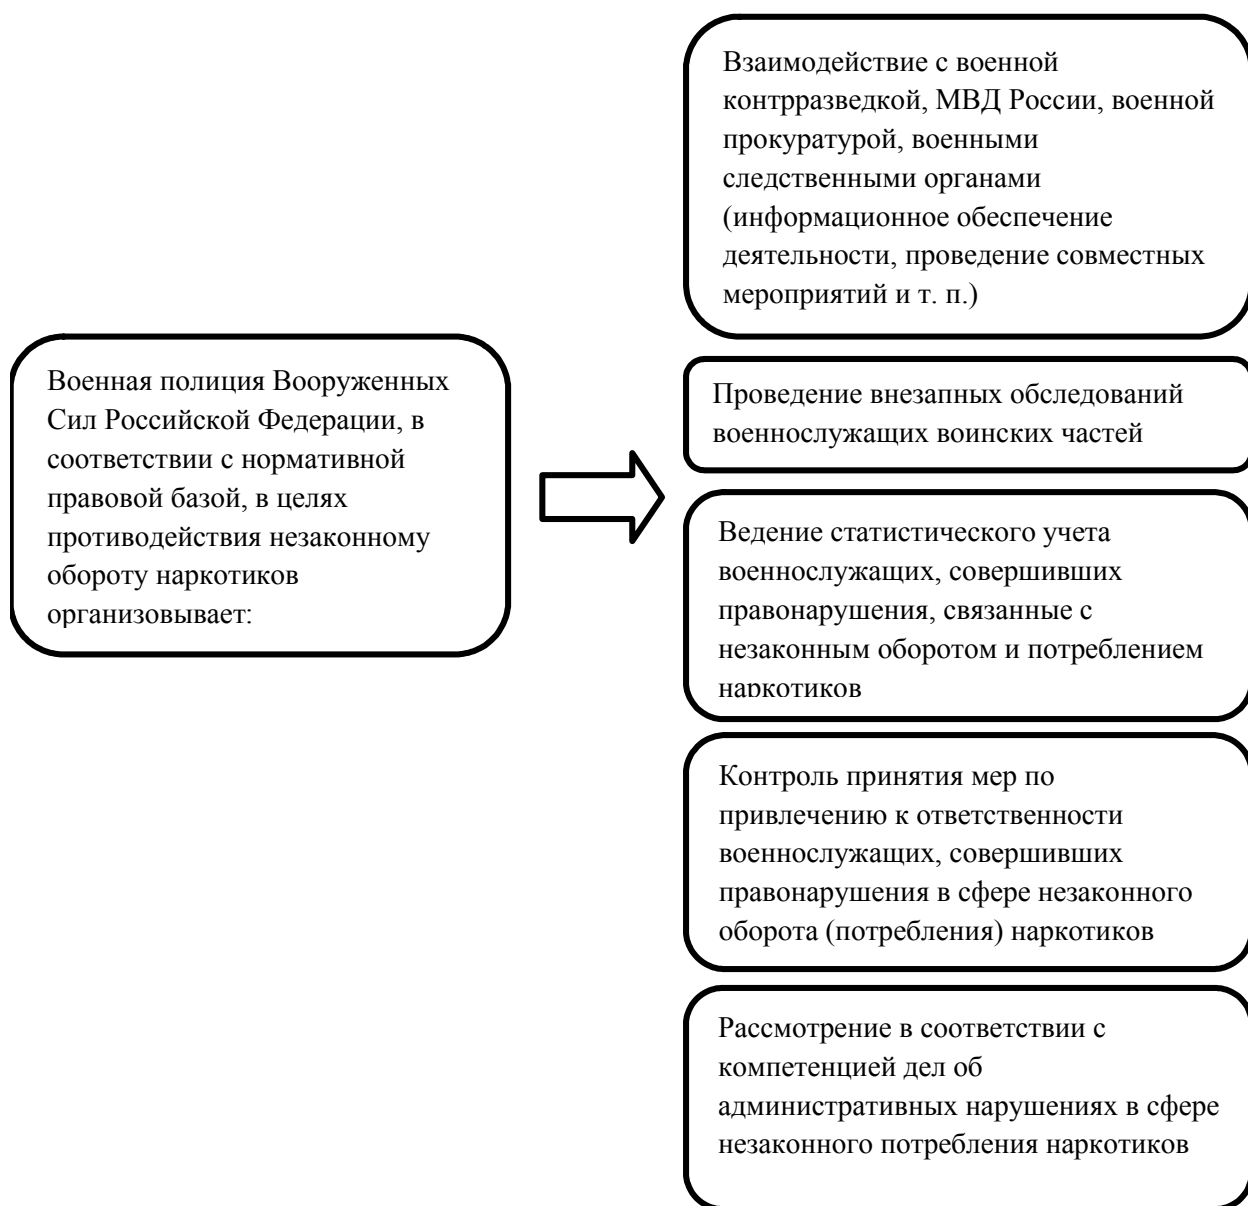 Военная полиция Вооруженных
Сил Российской Федерации, в
соответствии с нормативной
правовой базой, в целях
противодействия незаконному
обороту наркотиков
организовывает:
Взаимодействие с военной
контрразведкой, МВД России, военной
прокуратурой, военными
следственными органами
(информационное обеспечение
деятельности, проведение совместных
мероприятий и т. п.)
Проведение внезапных обследований
военнослужащих воинских частей
Ведение статистического учета
военнослужащих, совершивших
правонарушения, связанные с
незаконным оборотом и потреблением
наркотиков
Контроль принятия мер по
привлечению к ответственности
военнослужащих, совершивших
правонарушения в сфере незаконного
оборота (потребления) наркотиков
Рассмотрение в соответствии с
компетенцией дел об
административных нарушениях в сфере
незаконного потребления наркотиков